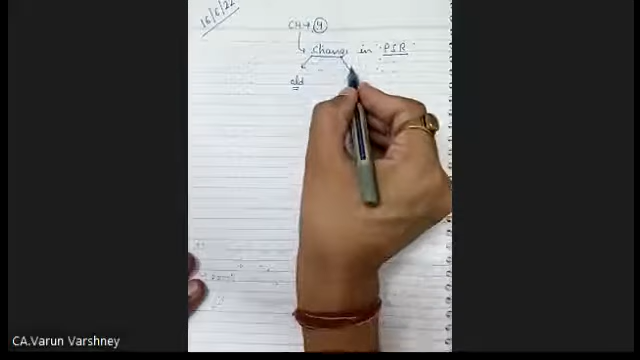 16/6/22
CH → 4
↳ Change in "PSR"
old
CA.Varun Varshney